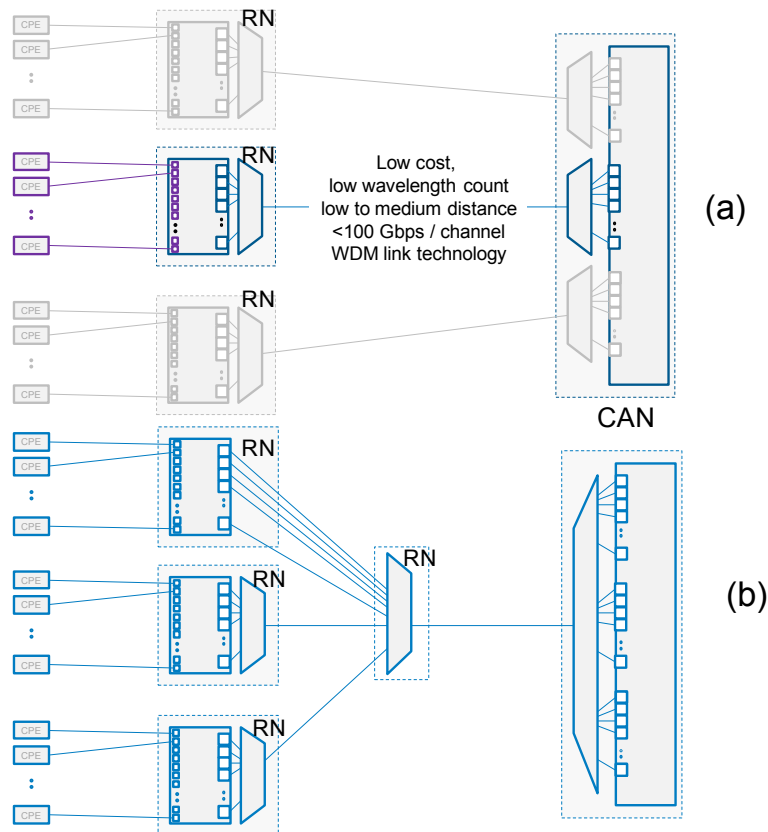 RN
CPE
CPE
CPE
RN
CPE
CPE
CPE
Low cost,
low wavelength count
low to medium distance
<100 Gbps / channel
WDM link technology
(a)
RN
CPE
CPE
CPE
CAN
CPE
RN
CPE
CPE
RN
RN
CPE
CPE
CPE
(b)
RN
CPE
CPE
CPE